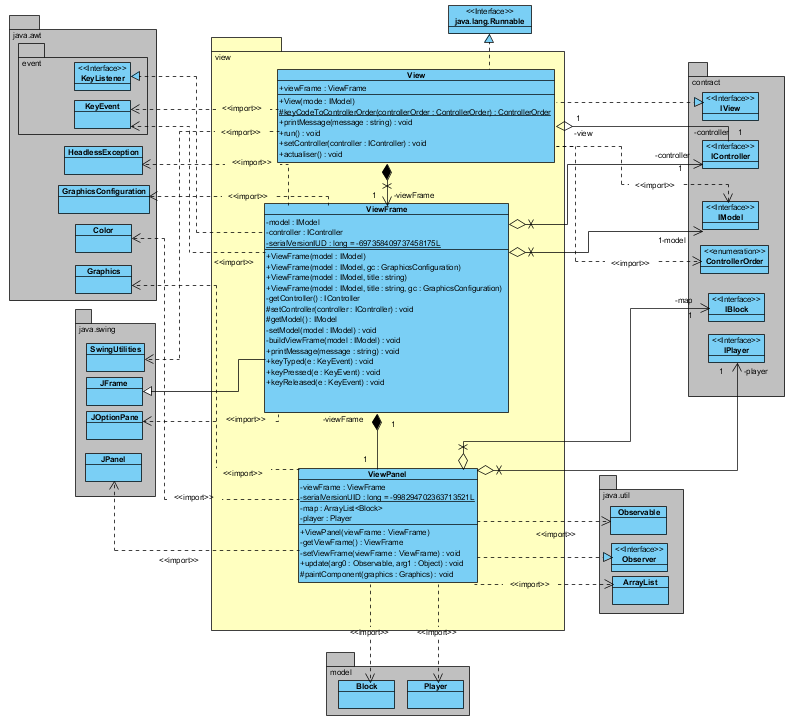 <<Interface>>
java.lang.Runnable
java.awt
event
<<Interface>>
KeyListener
KeyEvent
HeadlessException
GraphicsConfiguration
Color
Graphics
java.swing
SwingUtilities
JFrame
JOptionPane
JPanel
view
View
+viewFrame : ViewFrame
+View(mode : IModel)
#keyCodeToControllerOrder(controllerOrder : ControllerOrder) : ControllerOrder
+printMessage(message : string) : void
+run() : void
+setController(controller : IController) : void
+actualiser() : void
<<import>>
<<import>>
<<import>>
<<import>>
<<import>>
<<import>>
<<import>>
<<import>>
<<import>>
1
-viewFrame
ViewFrame
-model : IModel
-controller : IController
-serialVersionIUD : long = -697358409737458175L
+ViewFrame(model : IModel)
+ViewFrame(model : IModel, gc : GraphicsConfiguration)
+ViewFrame(model : IModel, title : string)
+ViewFrame(model : IModel, title : string, gc : GraphicsConfiguration)
-getController() : IController
#setController(controller : IController) : void
#getModel() : IModel
-setModel(model : IModel) : void
-buildViewFrame(model : IModel) : void
+printMessage(message : string) : void
+keyTyped(e : KeyEvent) : void
+keyPressed(e : KeyEvent) : void
+keyReleased(e : KeyEvent) : void
-viewFrame
1
1
ViewPanel
-viewFrame : ViewFrame
-serialVersionUID : long = -998294702363713521L
-map : ArrayList<Block>
-player : Player
+ViewPanel(viewFrame : ViewFrame)
-getViewFrame() : ViewFrame
-setViewFrame(viewFrame : ViewFrame) : void
+update(arg0 : Observable, arg1 : Object) : void
#paintComponent(graphics : Graphics) : void
contract
<<Interface>>
IView
1
-view
-controller
1
<<Interface>>
IController
-controller
1
<<import>>
<<Interface>>
IModel
1-model
<<enumeration>>
ControllerOrder
<<import>>
<<Interface>>
IBlock
-map
1
<<Interface>>
IPlayer
1
-player
java.util
Observable
<<Interface>>
Observer
ArrayList
<<import>>
<<import>>
<<import>>
<<import>>
model
Block
Player